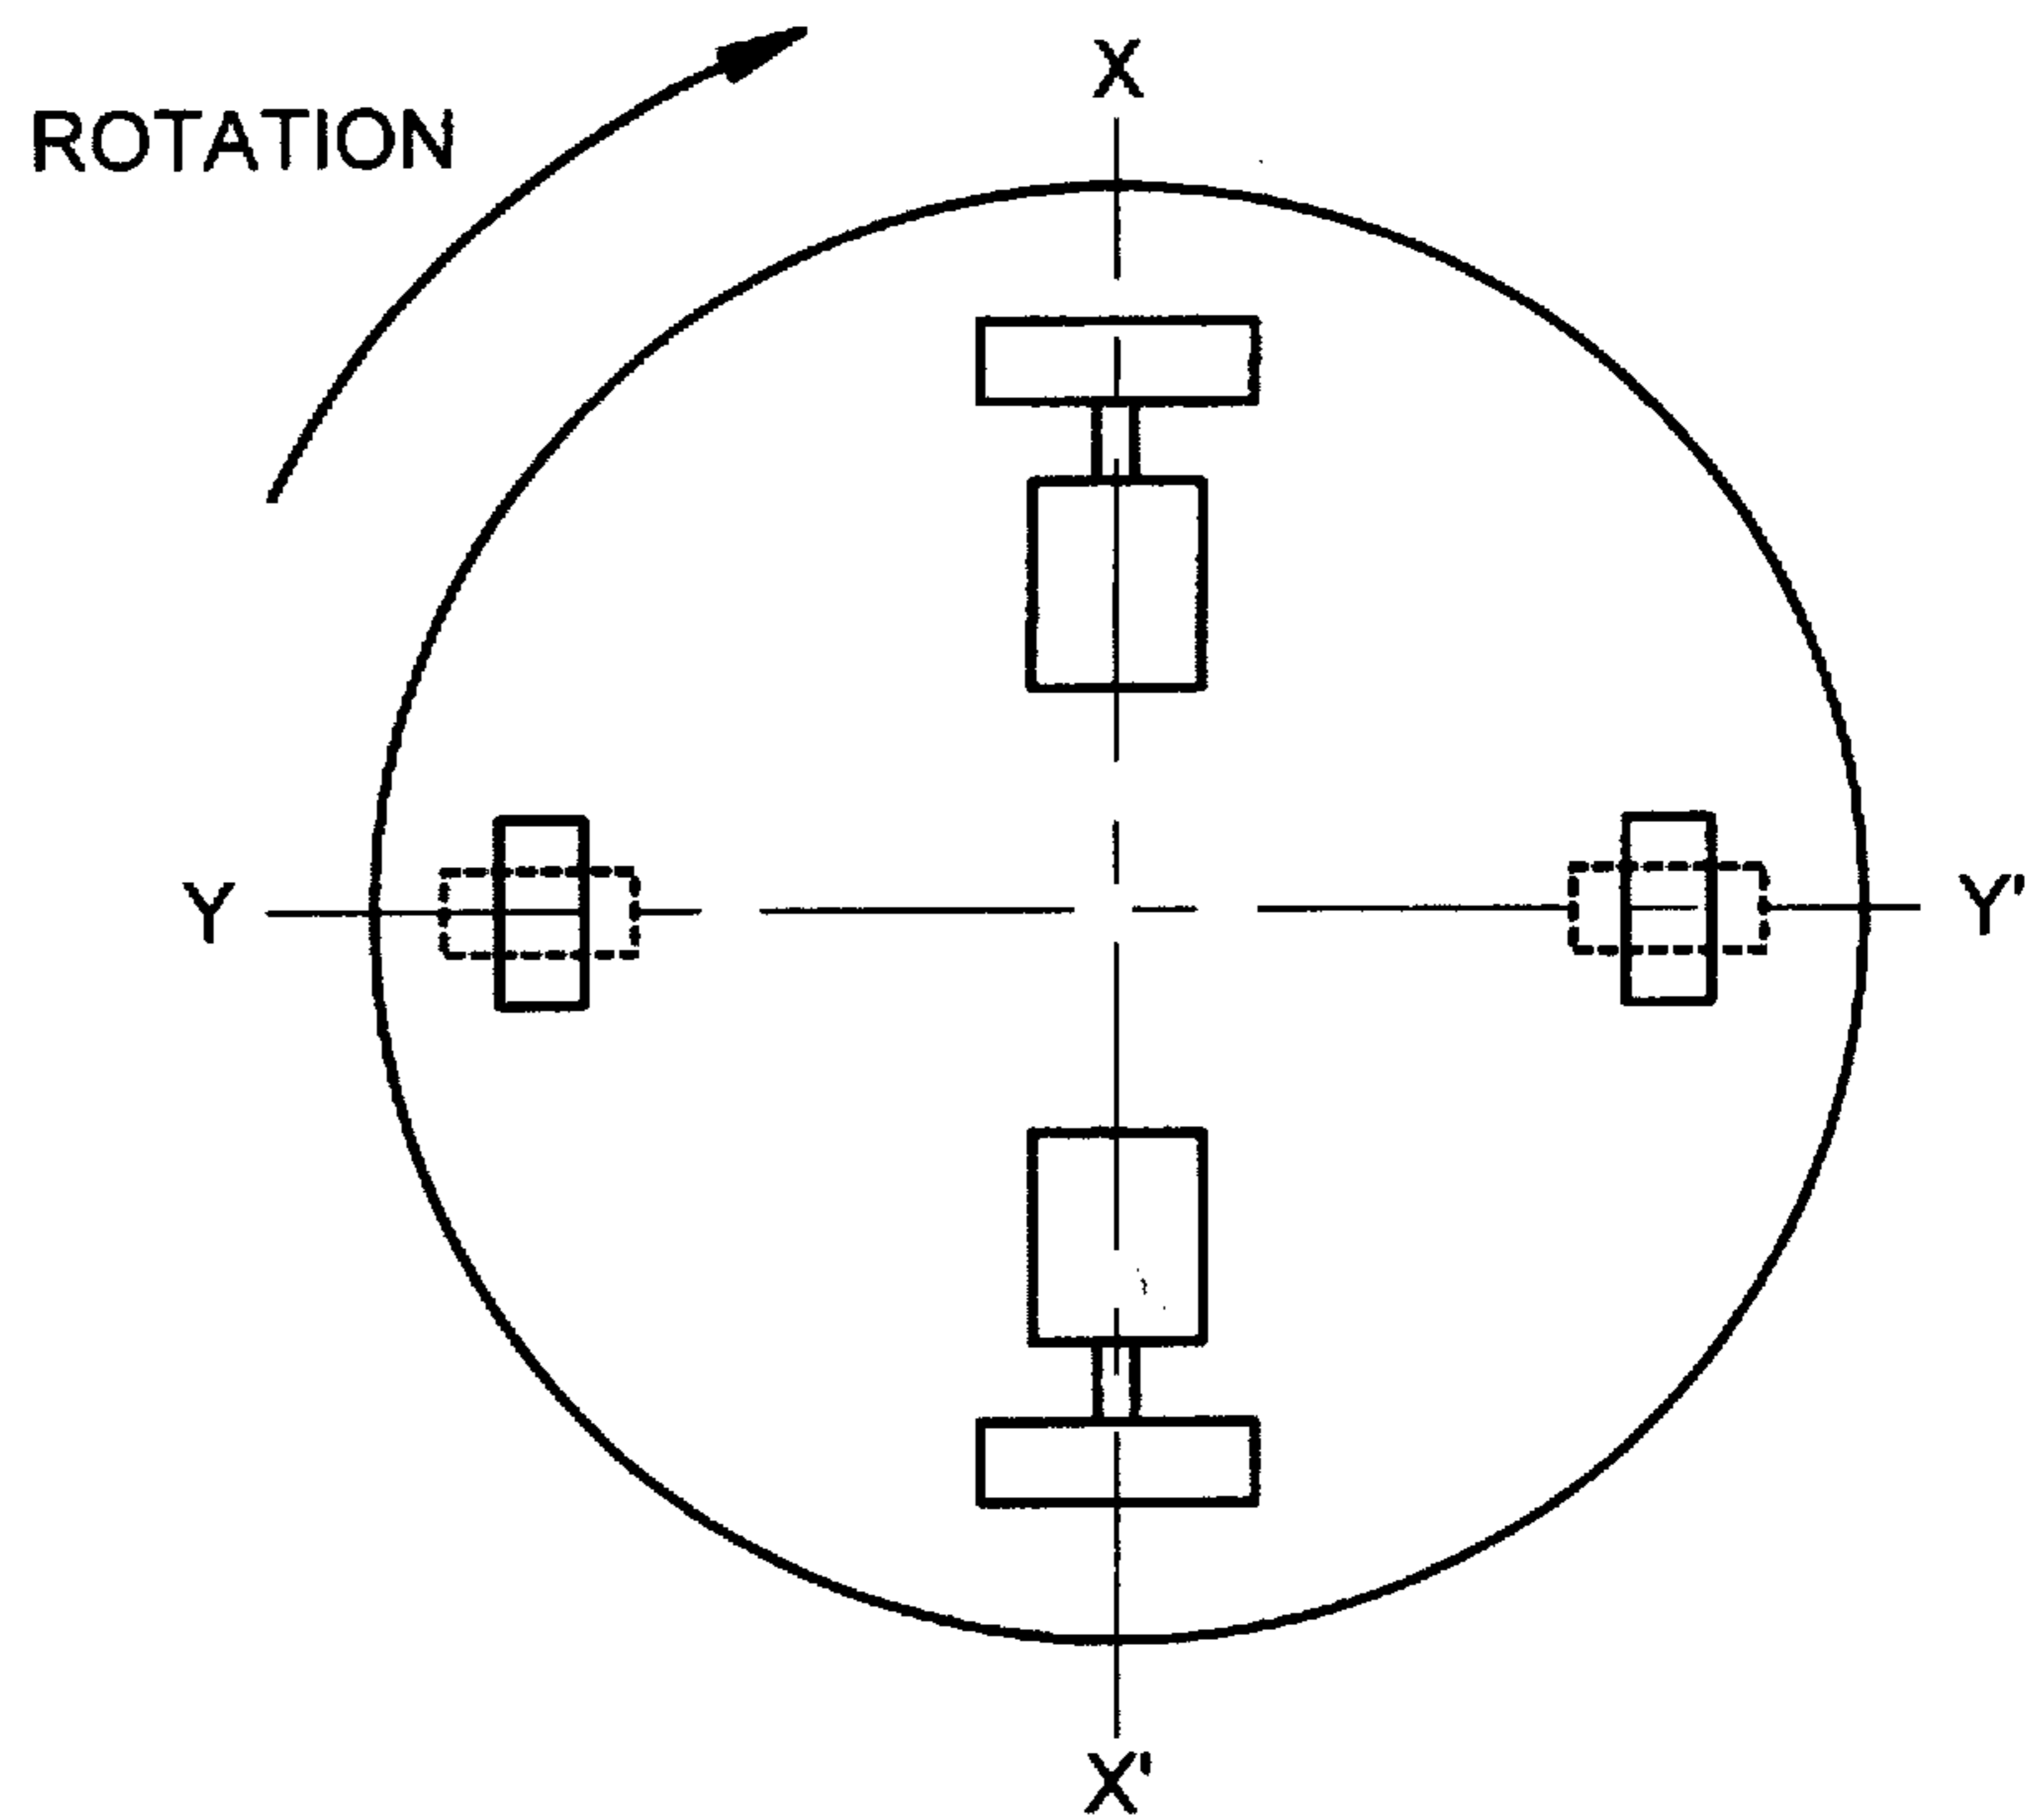 X
ROTATION
Y
Y'
X'